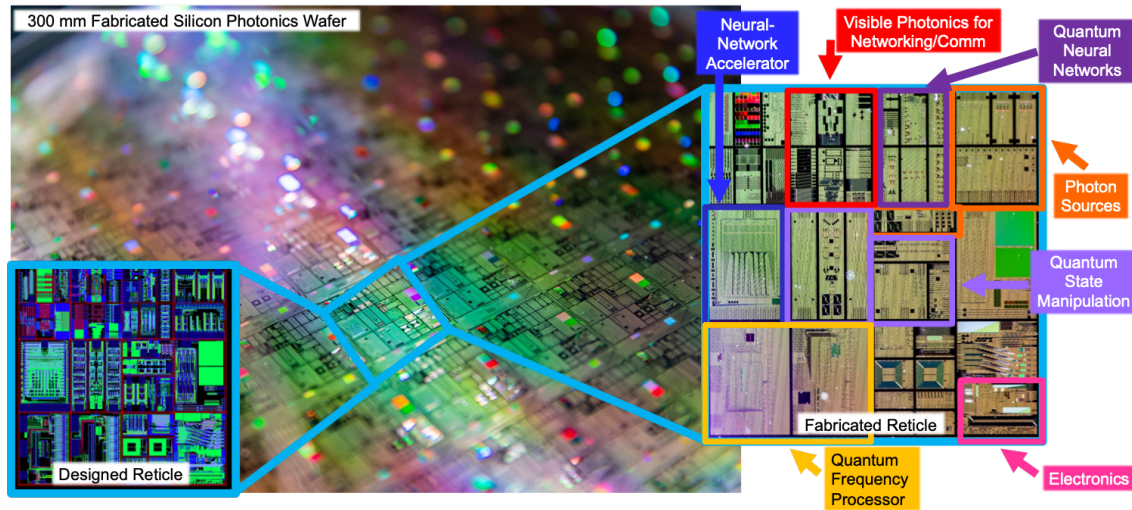 300 mm Fabricated Silicon Photonics Wafer
Neural-
Network
Accelerator
Visible Photonics for
Networking/Comm
Quantum
Neural
Networks
Photon
Sources
Quantum
State
Manipulation
Designed Reticle
Fabricated Reticle
Quantum
Frequency
Processor
Electronics